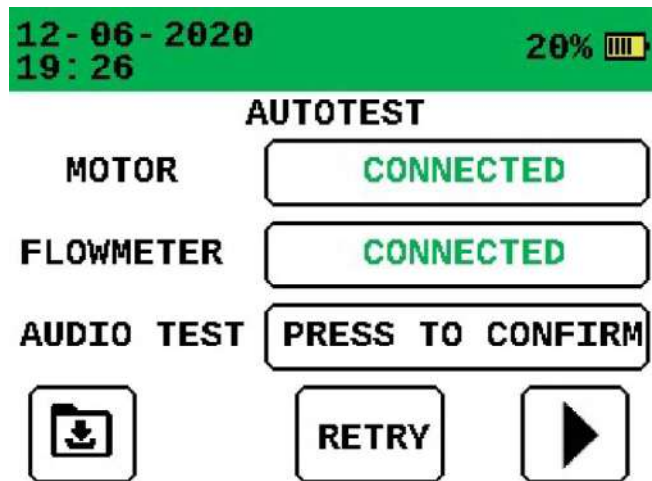 12-06-2020
19:26
20%
AUTOTEST
MOTOR CONNECTED
FLOWMETER CONNECTED
AUDIO TEST PRESS TO CONFIRM
RETRY